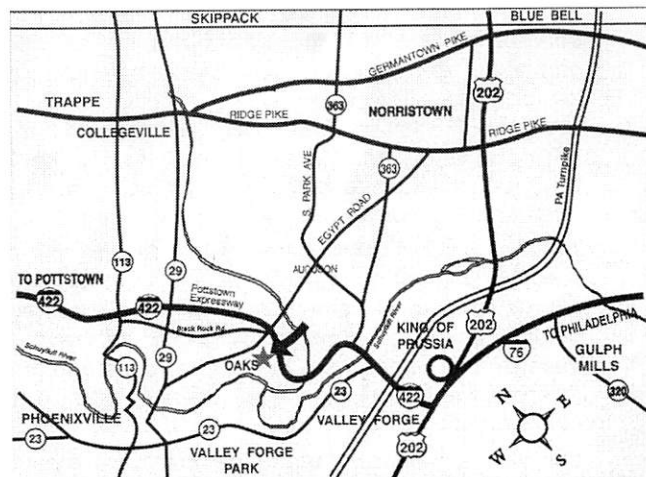 SKIPPACK
BLUE BELL
GERMANTOWN PIKE
202
TRAPPE
363
NORRISTOWN
COLLEGEVILLE
RIDGE PIKE
RIDGE PIKE
S PARK AVE
363
EGYPT ROAD
PA Turnpike
113
29
AUDUBON
TO POTTSTOWN
Pottstown
Expressway
422
422
Black Rock Rd.
Schuylkill River
KING OF
PRUSSIA
202
TO PHILADELPHIA
76
GULPH
MILLS
Schuylkill River
113
29
OAKS
23
422
320
PHOENIXVILLE
23
23
VALLEY FORGE
VALLEY FORGE
PARK
202
N
E
W
S